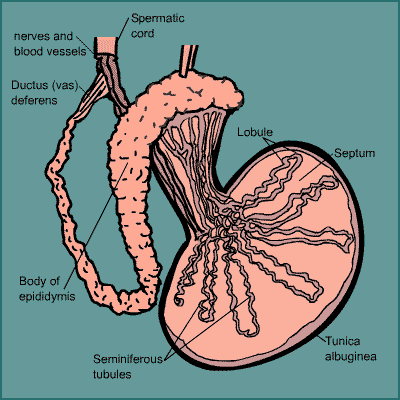 Spermatic
cord
nerves and
blood vessels
Ductus (vas)
deferens
Lobule
Septum
Body of
epididymis
Seminiferous
tubules
Tunica
albuginea